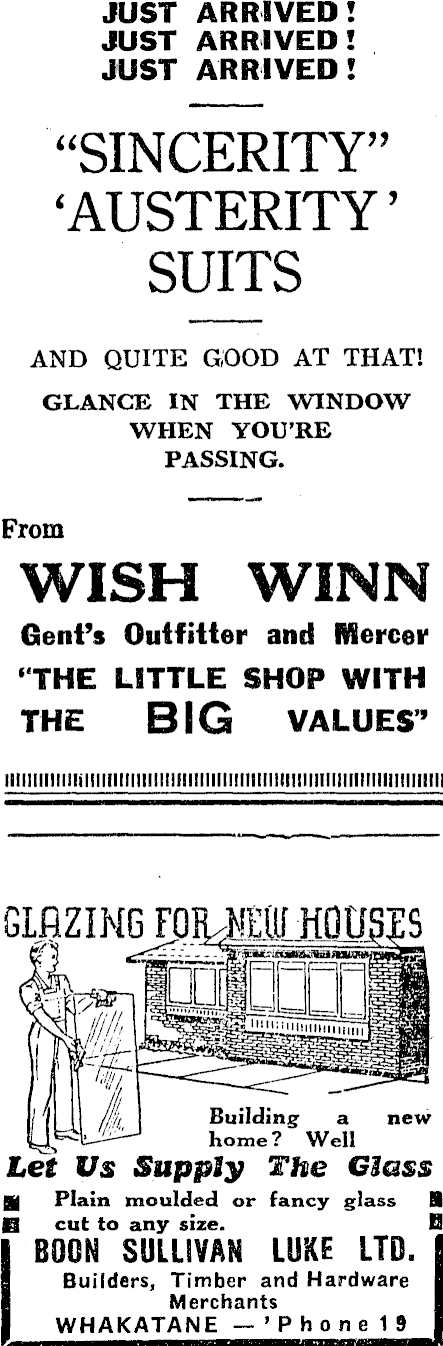 JUST ARRIVED!
JUST ARRIVED!
JUST ARRIVED!
"SINCERITY"
'AUSTERITY'
SUITS
AND QUITE GOOD AT THAT!
GLANCE IN THE WINDOW
WHEN YOU'RE
PASSING.
From
WISH WINN
Gent's Outfitter and Mercer
"THE LITTLE SHOP WITH
THE BIG VALUES"
GLAZING FOR NEW HOUSES
Building a new
home? Well
Let Us Supply The Glass
Plain moulded or fancy glass
cut to any size.
BOON SULLIVAN LUKE LTD.
Builders, Timber and Hardware
Merchants
WHAKATANE — 'Phone 19